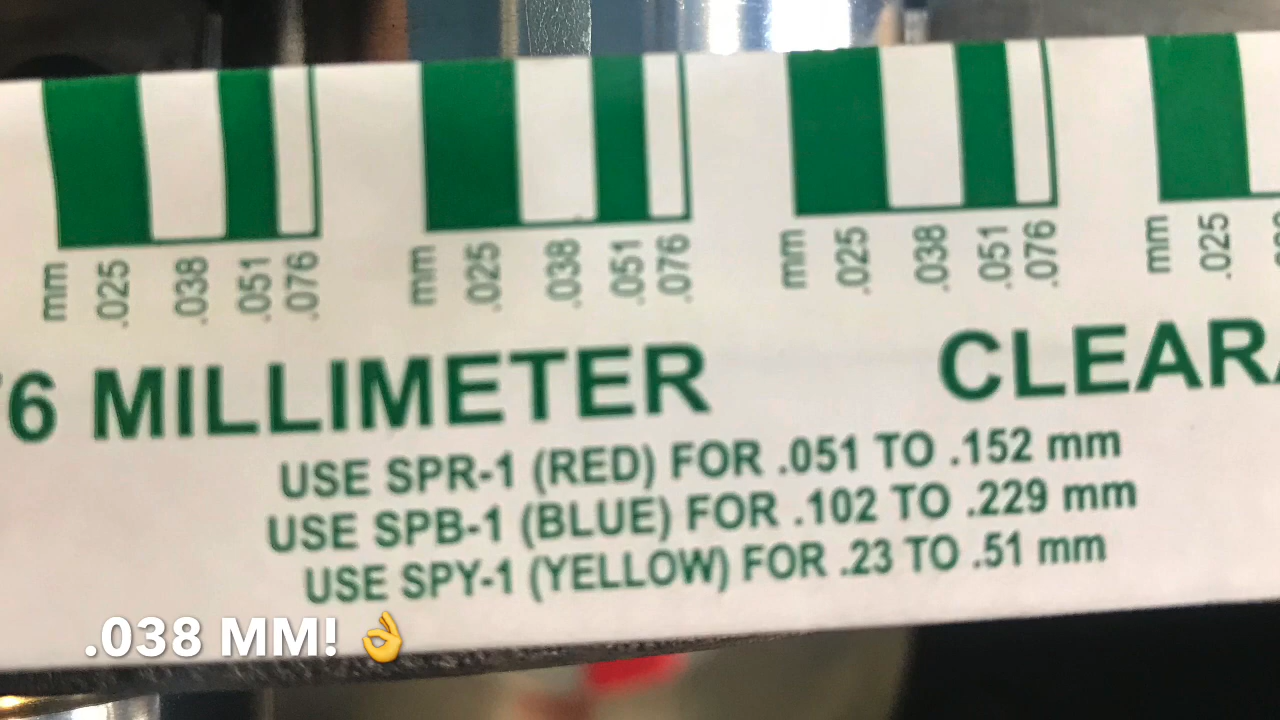 mm .025 .038 .051 .076 mm .025 .038 .051 .076 mm .025 .038 .051 .076 mm .025
6 MILLIMETER CLEARA
USE SPR-1 (RED) FOR .051 TO .152 mm
USE SPB-1 (BLUE) FOR .102 TO .229 mm
USE SPY-1 (YELLOW) FOR .23 TO .51 mm
.038 MM! 👌